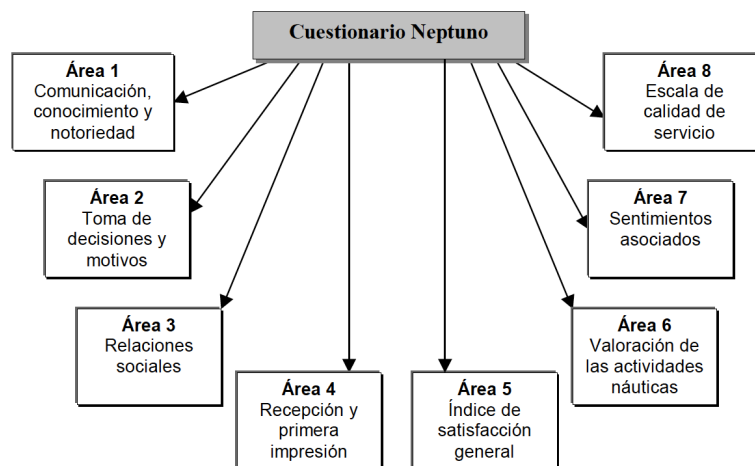 Cuestionario Neptuno
Área 1
Comunicación,
conocimiento y
notoriedad
Área 2
Toma de
decisiones y
motivos
Área 3
Relaciones
sociales
Área 4
Recepción y
primera
impresión
Área 5
Índice de
satisfacción
general
Área 6
Valoración de
las actividades
náuticas
Área 7
Sentimientos
asociados
Área 8
Escala de
calidad de
servicio